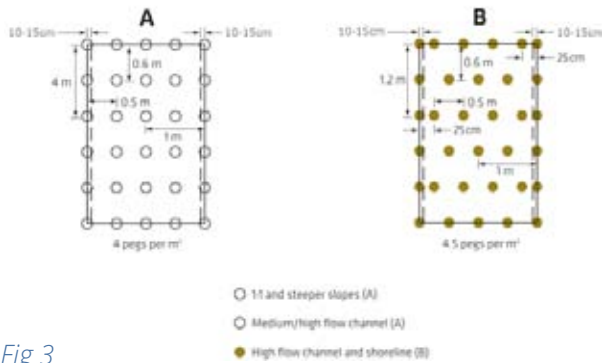 A
10-15cm
10-15cm
0.6 m
4 m
0.5 m
1 m
4 pegs per m²
B
10-15cm
10-15cm
0.6 m
25cm
1.2 m
0.5 m
25cm
1 m
4.5 pegs per m²
1:1 and steeper slopes (A)
Medium/high flow channel (A)
High flow channel and shoreline (B)
Fig 3